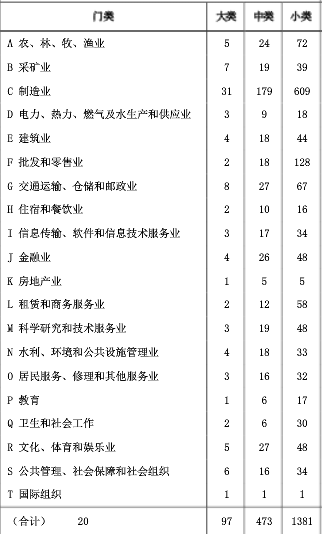 门类 大类 中类 小类
A 农、林、牧、渔业 5 24 72
B 采矿业 7 19 39
C 制造业 31 179 609
D 电力、热力、燃气及水生产和供应业 3 9 18
E 建筑业 4 18 44
F 批发和零售业 2 18 128
G 交通运输、仓储和邮政业 8 27 67
H 住宿和餐饮业 2 10 16
I 信息传输、软件和信息技术服务业 3 17 34
J 金融业 4 26 48
K 房地产业 1 5 5
L 租赁和商务服务业 2 12 58
M 科学研究和技术服务业 3 19 48
N 水利、环境和公共设施管理业 4 18 33
O 居民服务、修理和其他服务业 3 16 32
P 教育 1 6 17
Q 卫生和社会工作 2 6 30
R 文化、体育和娱乐业 5 27 48
S 公共管理、社会保障和社会组织 6 16 34
T 国际组织 1 1 1
（合计） 20 97 473 1381